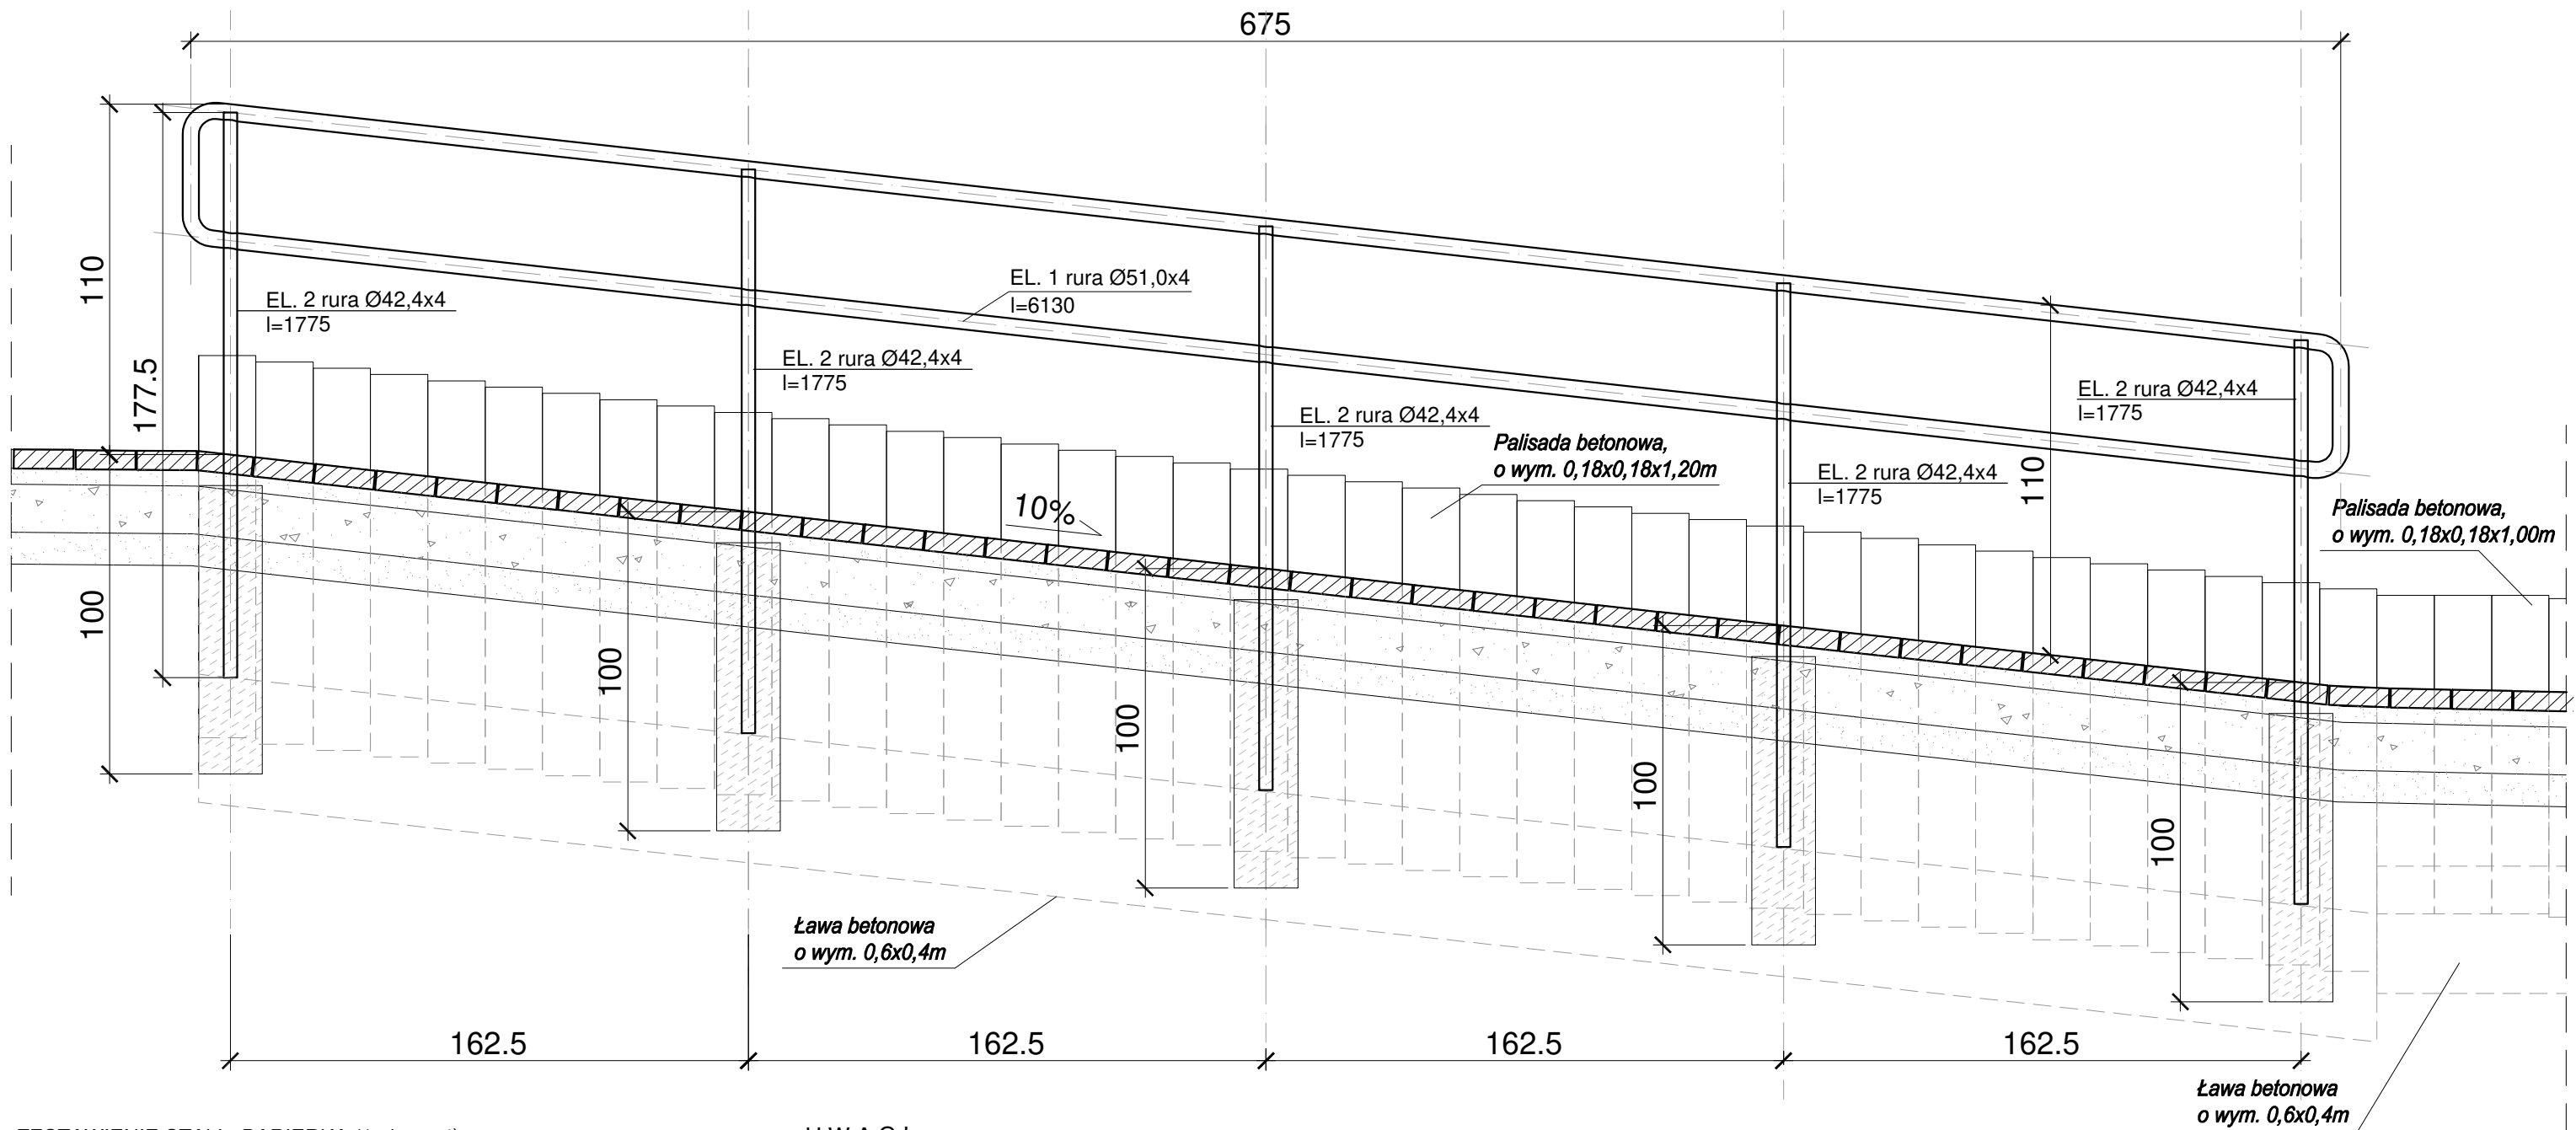 675
110
177.5
100
EL. 2 rura Ø42,4x4
l=1775
EL. 1 rura Ø51,0x4
l=6130
EL. 2 rura Ø42,4x4
l=1775
EL. 2 rura Ø42,4x4
l=1775
Palisada betonowa,
o wym. 0,18x0,18x1,20m
EL. 2 rura Ø42,4x4
l=1775
110
EL. 2 rura Ø42,4x4
l=1775
Palisada betonowa,
o wym. 0,18x0,18x1,00m
10%
100
100
100
100
Ława betonowa
o wym. 0,6x0,4m
162.5
162.5
162.5
162.5
Ława betonowa
o wym. 0,6x0,4m
U W A G I